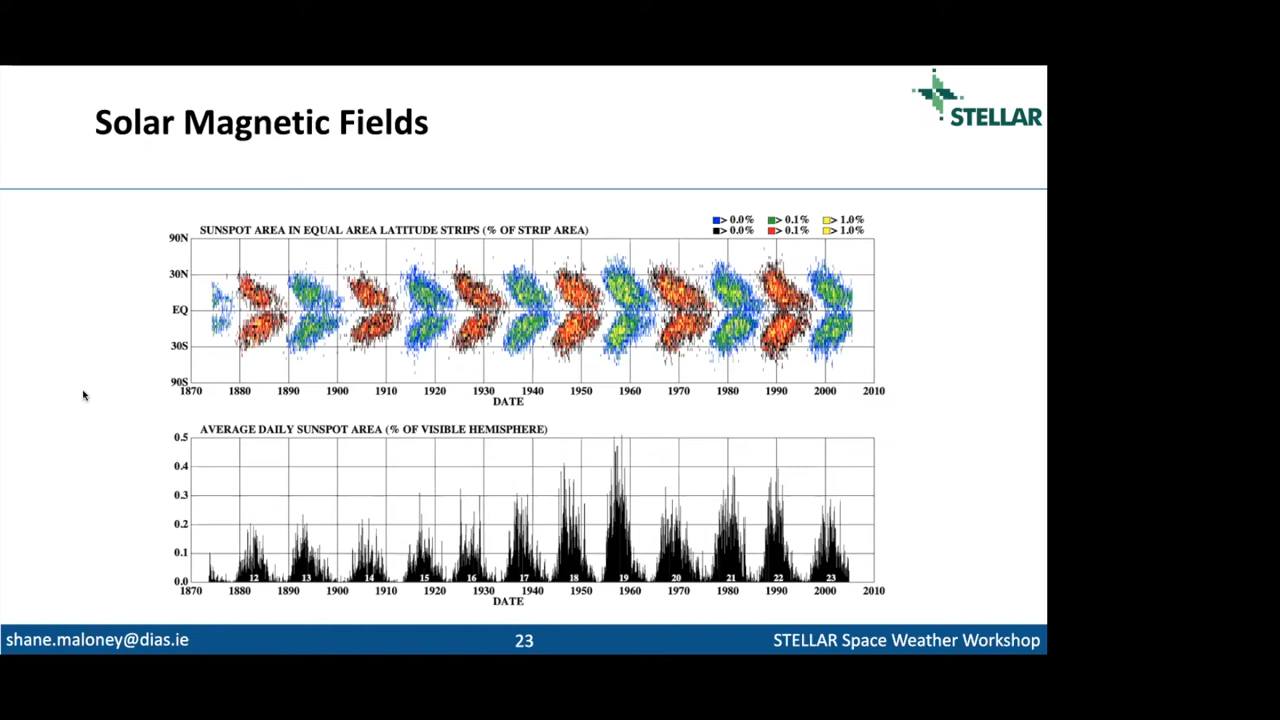 Solar Magnetic Fields
STELLAR
> 0.0% > 0.1% > 1.0%
SUNSPOT AREA IN EQUAL AREA LATITUDE STRIPS (% OF STRIP AREA) > 0.0% > 0.1% > 1.0%
90N
30N
EQ
30S
90S
1870 1880 1890 1900 1910 1920 1930 1940 1950 1960 1970 1980 1990 2000 2010
DATE
AVERAGE DAILY SUNSPOT AREA (% OF VISIBLE HEMISPHERE)
0.5
0.4
0.3
0.2
0.1
0.0
12 13 14 15 16 17 18 19 20 21 22 23
1870 1880 1890 1900 1910 1920 1930 1940 1950 1960 1970 1980 1990 2000 2010
DATE
shane.maloney@dias.ie 23 STELLAR Space Weather Workshop